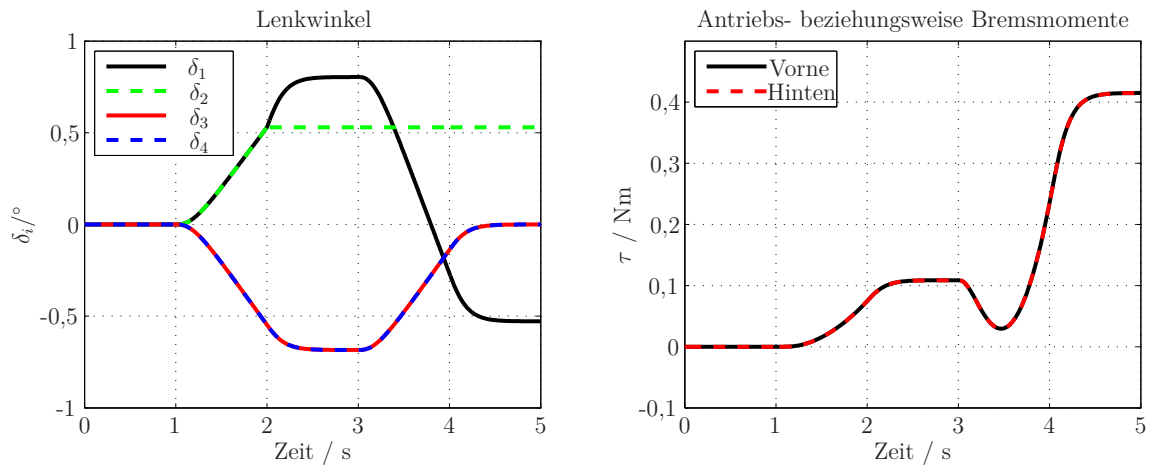 Lenkwinkel
1
0,5
0
-0,5
-1
δ1
δ2
δ3
δ4
δi/°
0 1 2 3 4 5
Zeit / s
Antriebs- beziehungsweise Bremsmomente
0,4
0,3
0,2
0,1
0
-0,1
Vorne
Hinten
τ / Nm
0 1 2 3 4 5
Zeit / s